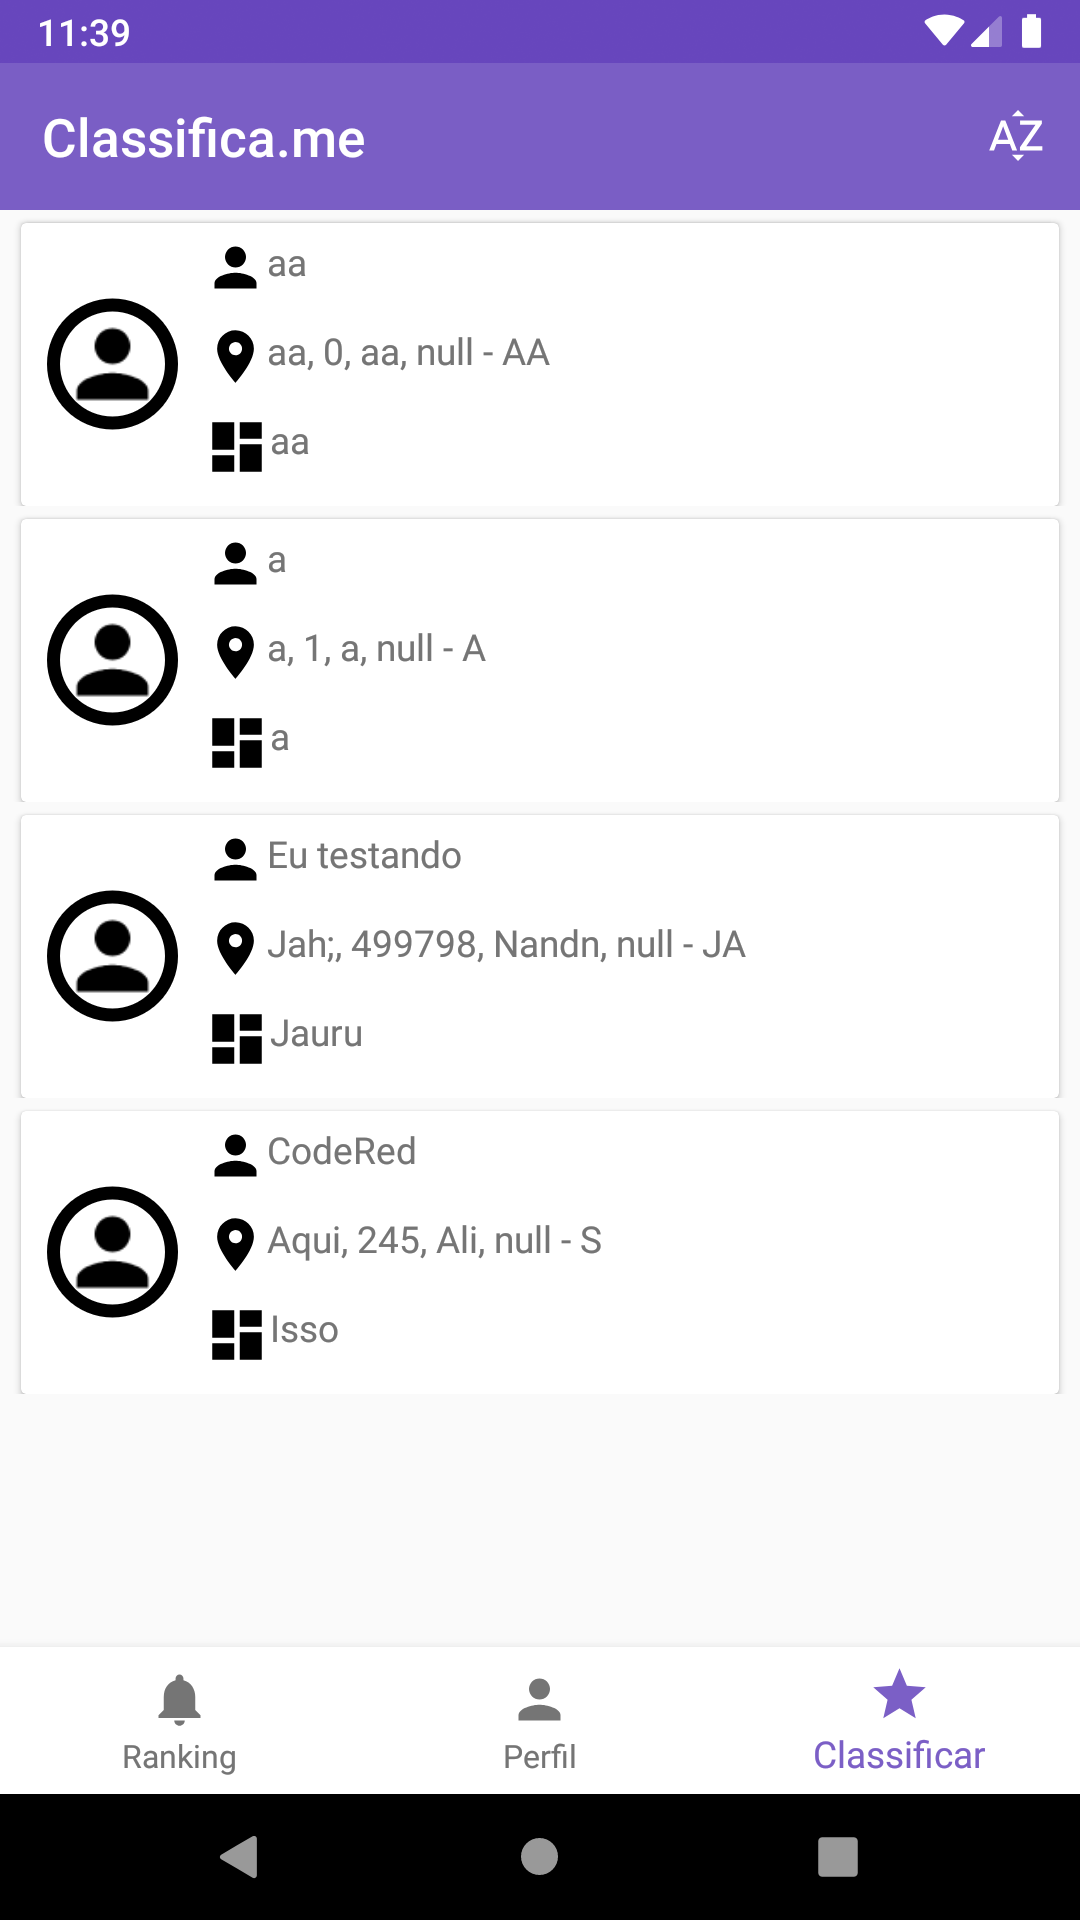 11:39
Classifica.me
AZ
aa
aa, 0, aa, null - AA
aa
a
a, 1, a, null - A
a
Eu testando
Jah;, 499798, Nandn, null - JA
Jauru
CodeRed
Aqui, 245, Ali, null - S
Isso
Ranking
Perfil
Classificar